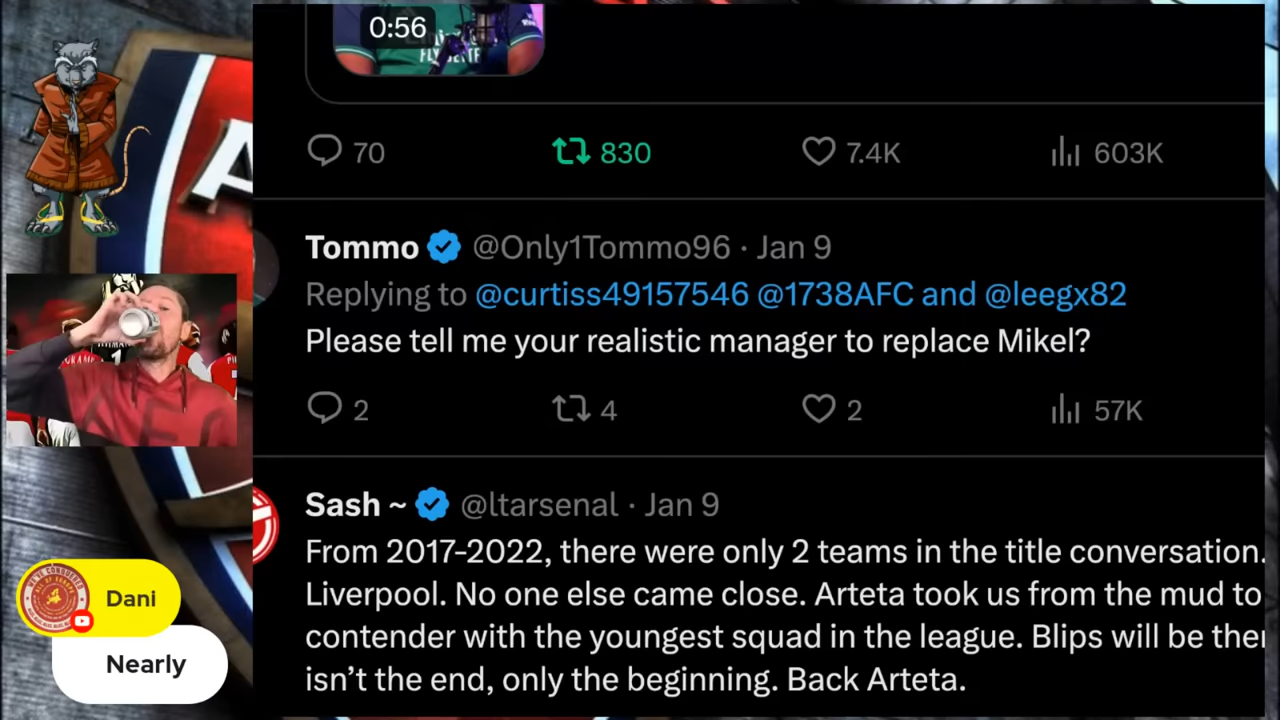 0:56
FLY BETTER
70
830
7.4K
603K
Tommo @Only1Tommo96 · Jan 9
Replying to @curtiss49157546 @1738AFC and @leegx82
Please tell me your realistic manager to replace Mikel?
2
4
2
57K
Sash ~ @ltarsenal · Jan 9
From 2017-2022, there were only 2 teams in the title conversation.
Liverpool. No one else came close. Arteta took us from the mud to
contender with the youngest squad in the league. Blips will be
isn't the end, only the beginning. Back Arteta.
Dani
Nearly